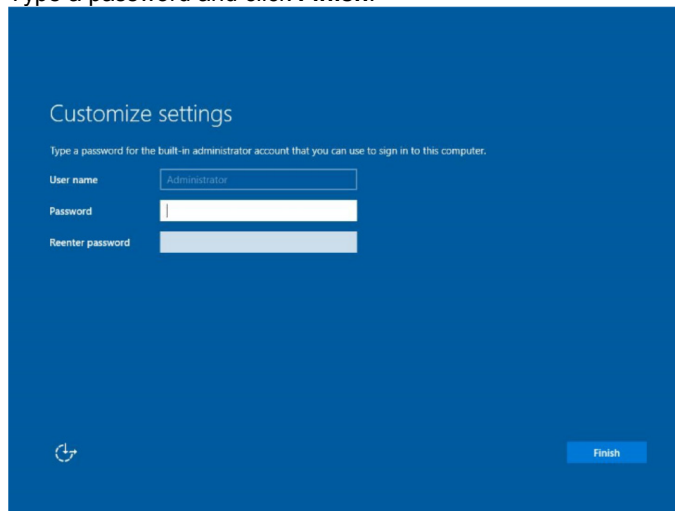 Type a password and click Finish.
Customize settings
Type a password for the built-in administrator account that you can use to sign in to this computer.
User name Administrator
Password
Reenter password
Finish